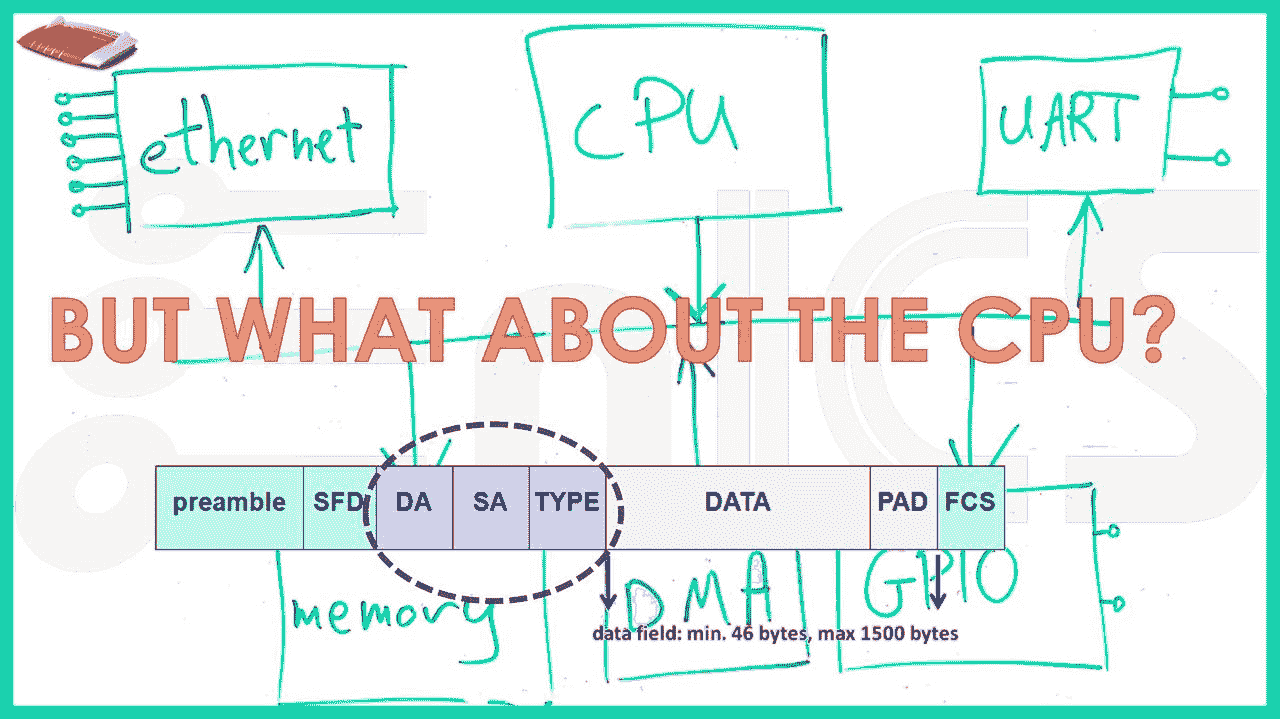 ethernet
CPU
UART
BUT WHAT ABOUT THE CPU?
preamble SFD DA SA TYPE DATA PAD FCS
memory
DMA
GPIO
data field: min. 46 bytes, max 1500 bytes